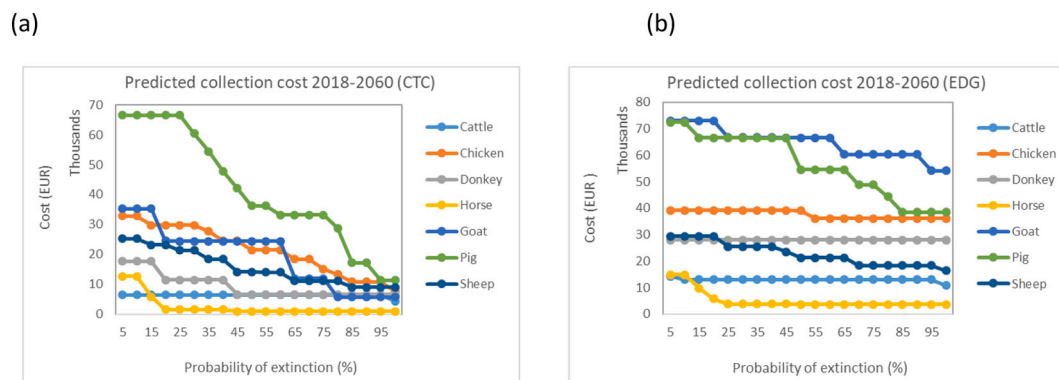 (a)
(b)
Predicted collection cost 2018-2060 (CTC)
Cost (EUR)
Thousands
70
60
50
40
30
20
10
0
5 15 25 35 45 55 65 75 85 95
Probability of extinction (%)
Cattle
Chicken
Donkey
Horse
Goat
Pig
Sheep
Predicted collection cost 2018-2060 (EDG)
Cost (EUR )
Thousands
80
70
60
50
40
30
20
10
0
5 15 25 35 45 55 65 75 85 95
Probability of extinction (%)
Cattle
Chicken
Donkey
Horse
Goat
Pig
Sheep